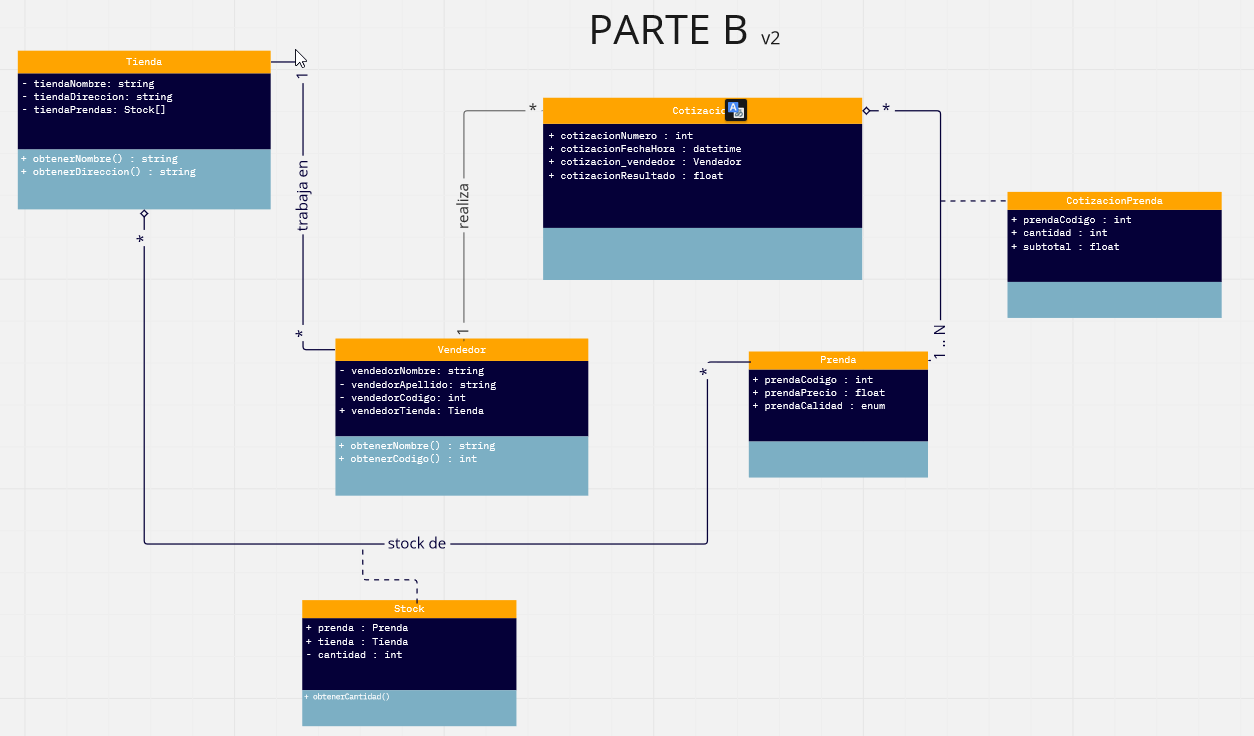 PARTE B v2
Tienda
- tiendaNombre: string
- tiendaDireccion: string
- tiendaPrendas: Stock[]
+ obtenerNombre() : string
+ obtenerDireccion() : string
1
trabaja en
*
*
realiza
*
1
+ cotizacionNumero : int
+ cotizacionFechaHora : datetime
+ cotizacion_vendedor : Vendedor
+ cotizacionResultado : float
*
1 .. N
CotizacionPrenda
+ prendaCodigo : int
+ cantidad : int
+ subtotal : float
Vendedor
- vendedorNombre: string
- vendedorApellido: string
- vendedorCodigo: int
+ vendedorTienda: Tienda
+ obtenerNombre() : string
+ obtenerCodigo() : int
*
Prenda
+ prendaCodigo : int
+ prendaPrecio : float
+ prendaCalidad : enum
stock de
Stock
+ prenda : Prenda
+ tienda : Tienda
- cantidad : int
+ obtenerCantidad()